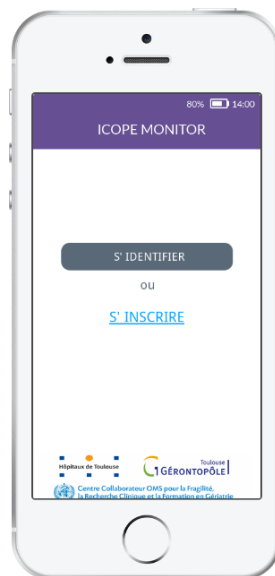 80% 14:00
ICOPE MONITOR
S' IDENTIFIER
ou
S' INSCRIRE
Hôpitaux de Toulouse
Toulouse
GÉRONTOPÔLE
Centre Collaborateur OMS pour la Fragilité,
la Recherche Clinique et la Formation en Gériatrie